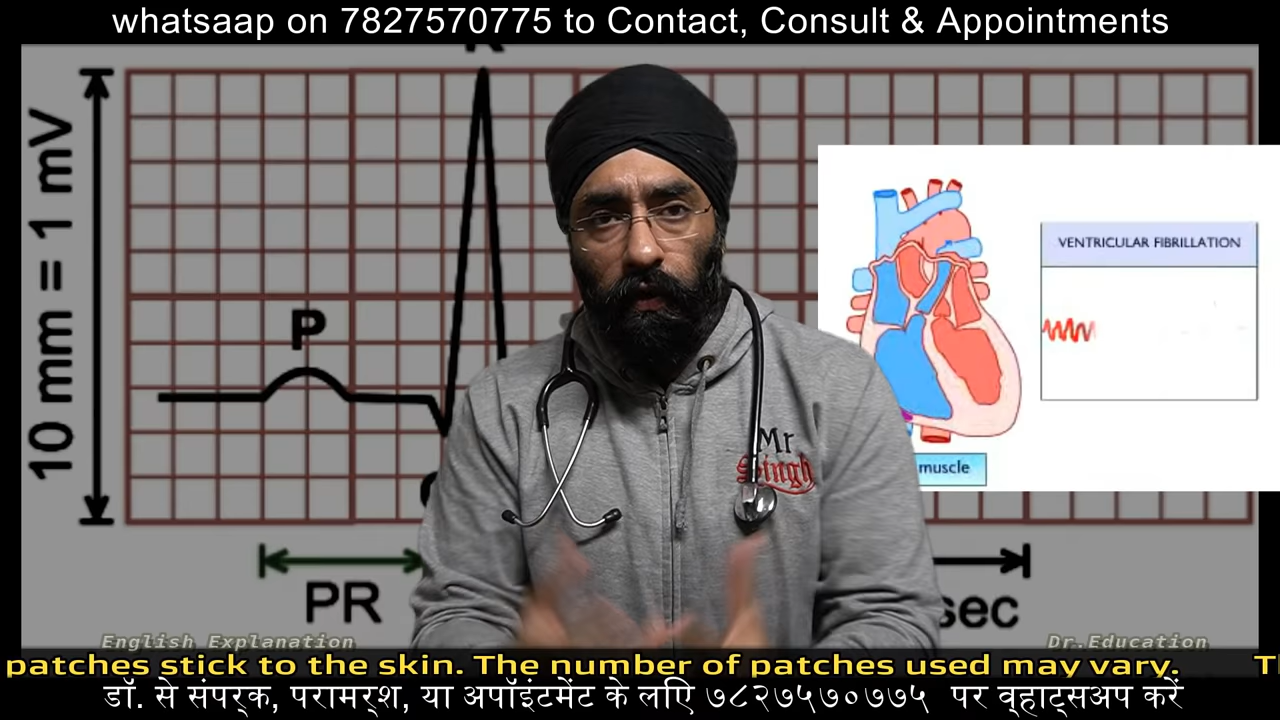 whatsaap on 7827570775 to Contact, Consult & Appointments
10 mm = 1 mV
P
VENTRICULAR FIBRILLATION
Mr
Singh
muscle
PR
sec
English Explanation
Dr.Education
patches stick to the skin. The number of patches used may vary.
डॉ. से संपर्क, परामर्श, या अपॉइंटमेंट के लिए ७८२७५७०७७५ पर व्हाट्सअप करें